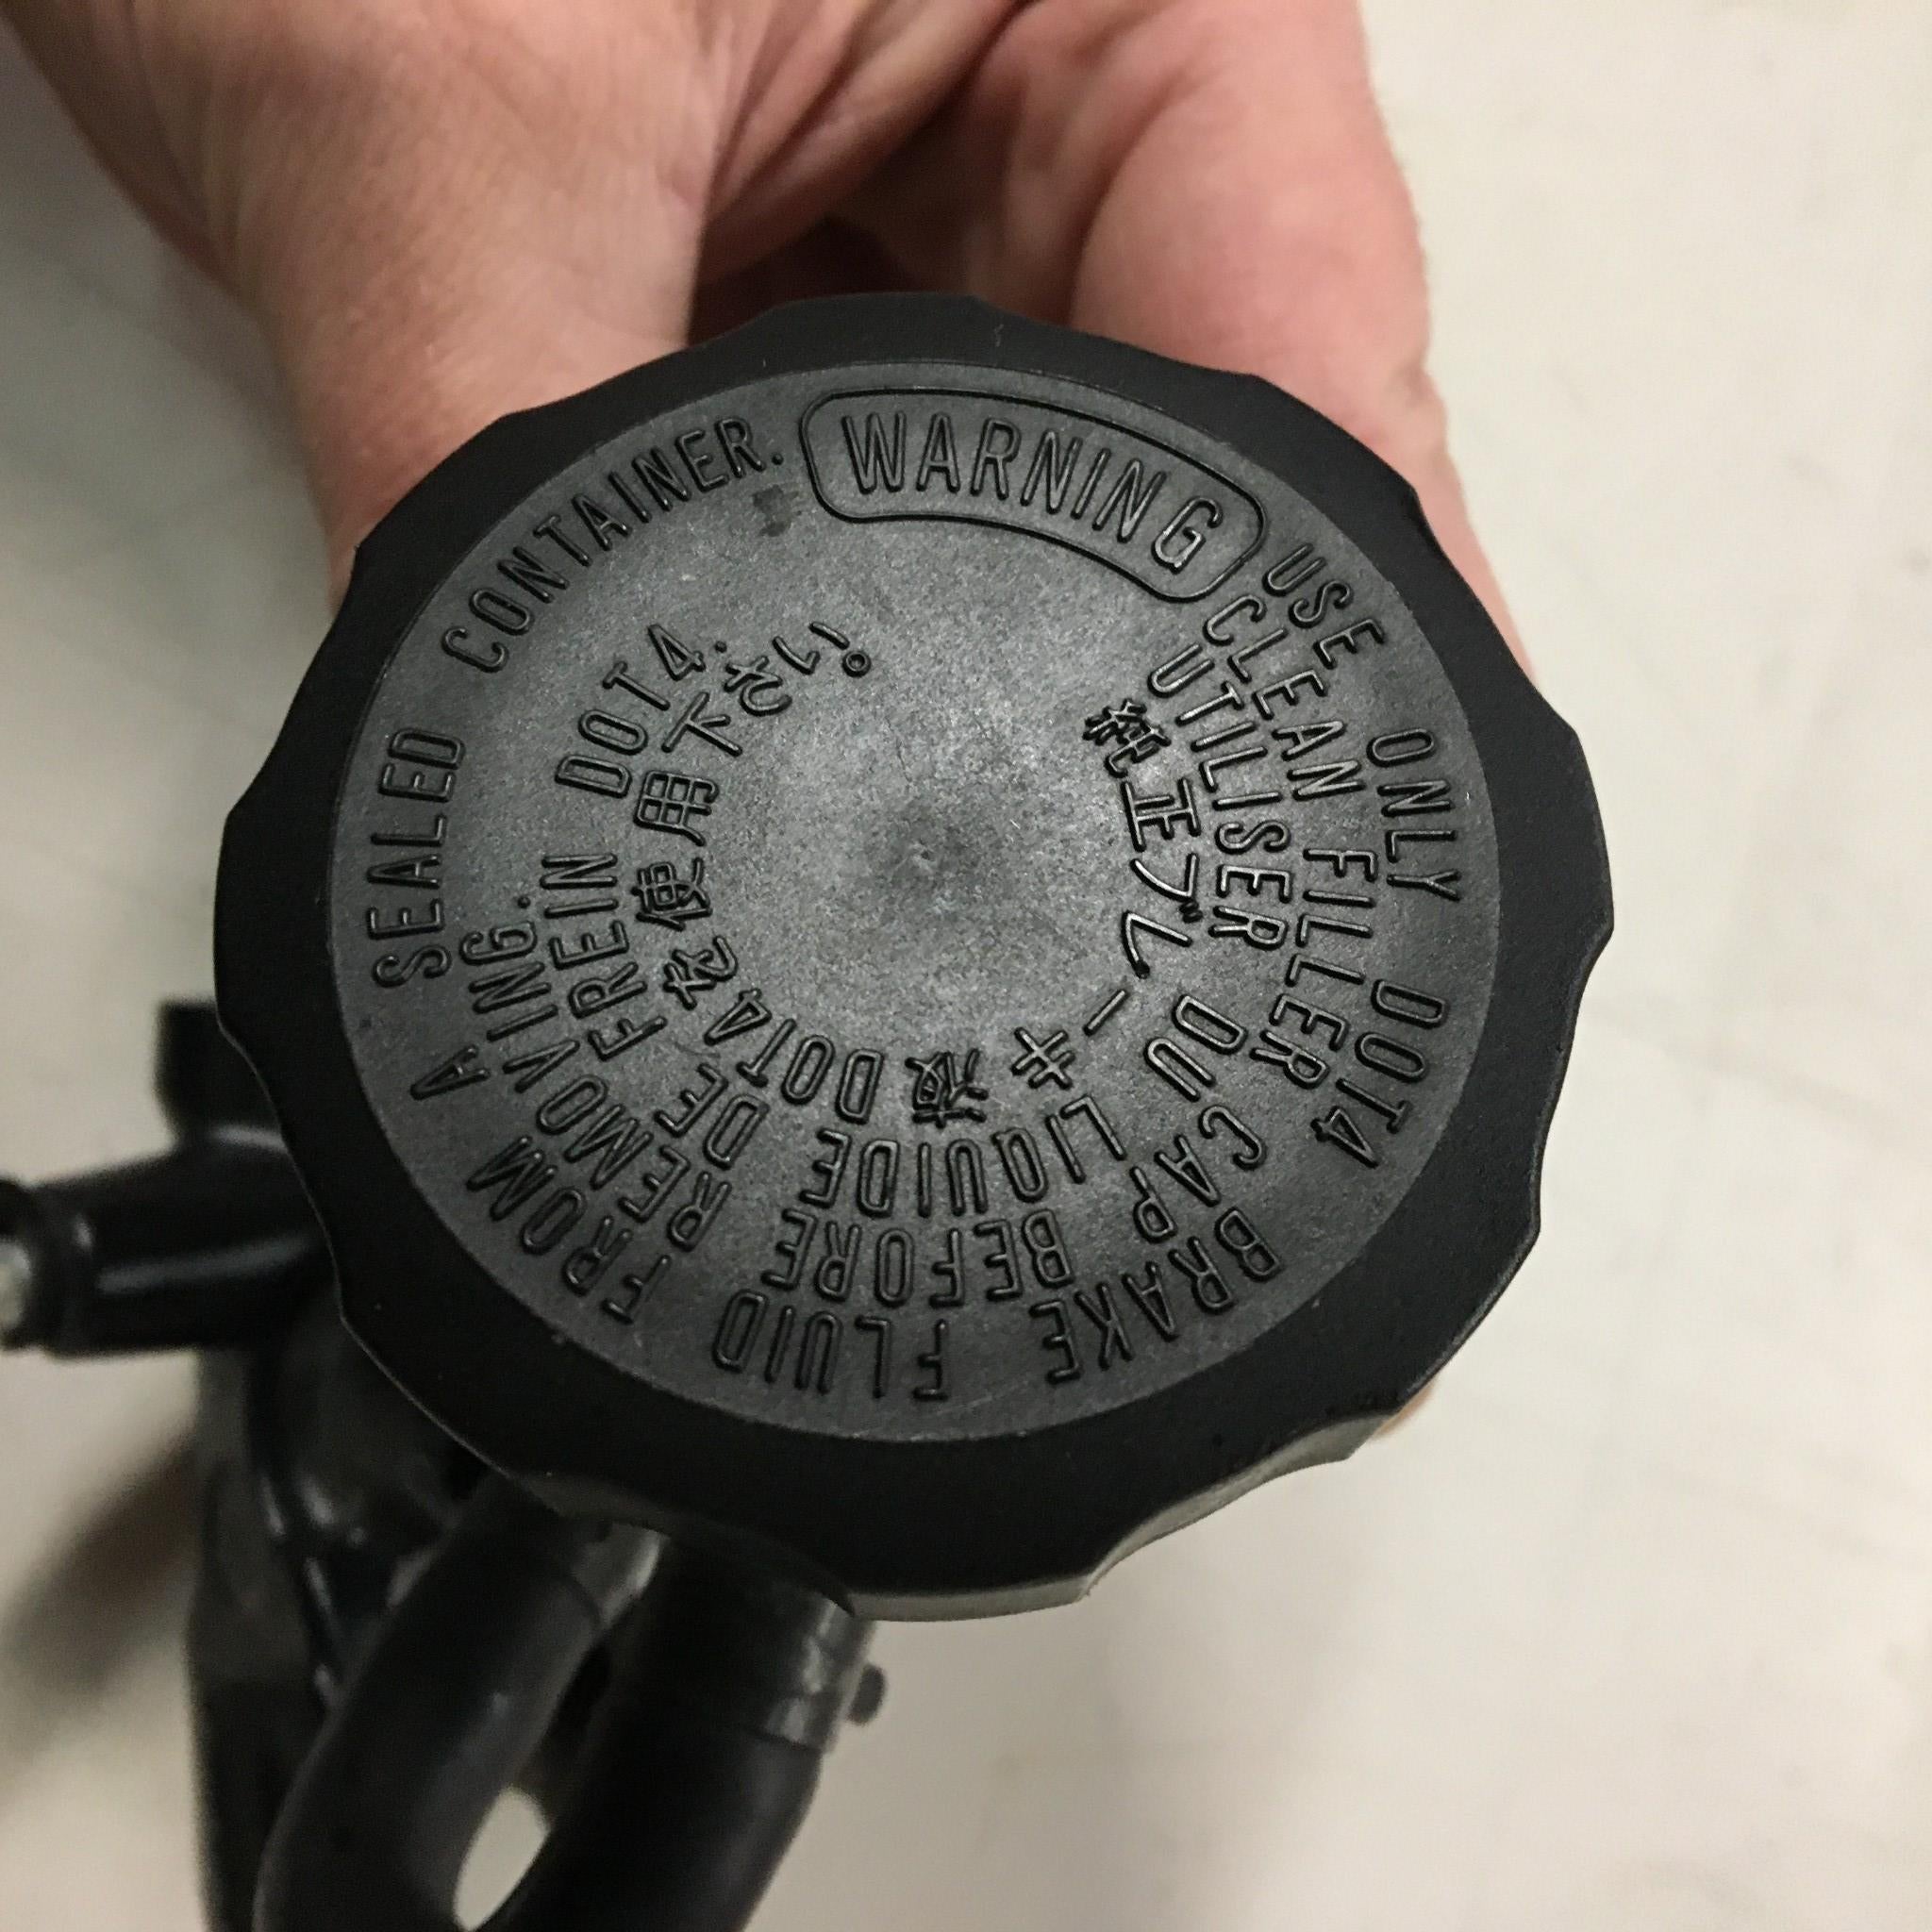 WARNING
USE ONLY DOT4 BRAKE FLUID FROM A SEALED CONTAINER.
CLEAN FILLER CAP BEFORE REMOVING.
UTILISER DU LIQUIDE DE FREIN DOT4.
純正ブレーキ液DOT4を使用下さい。